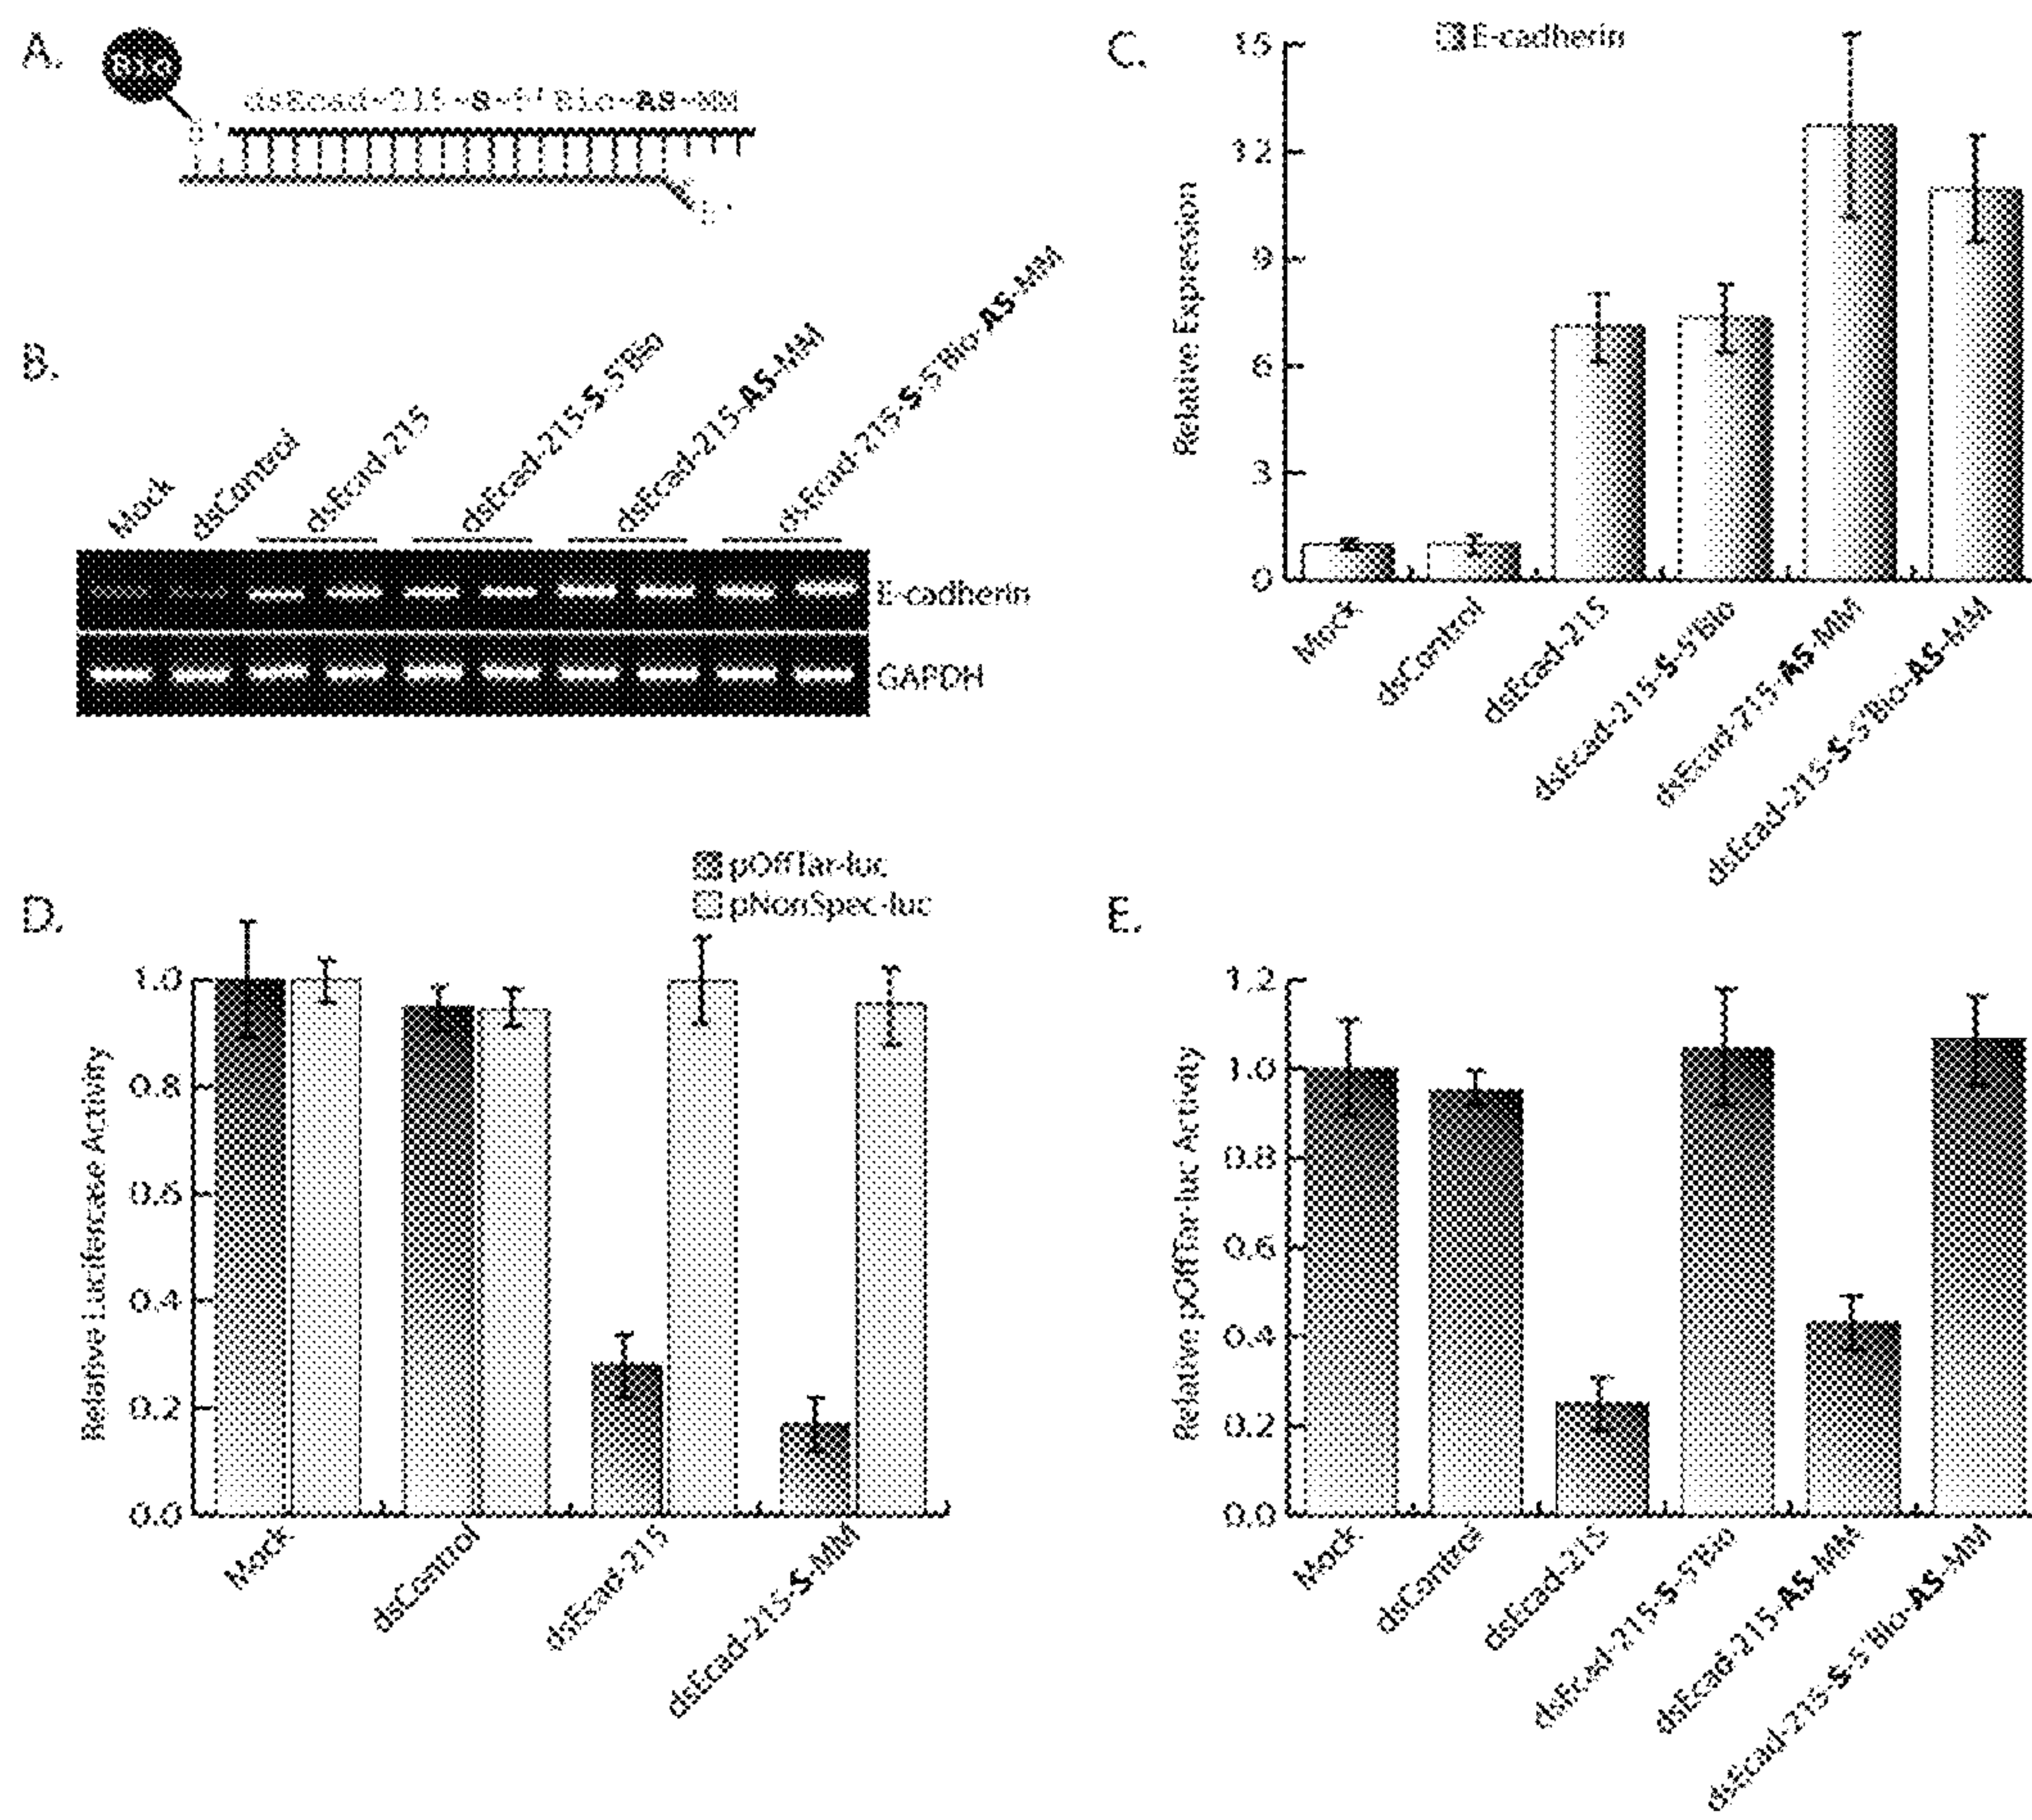 A.
Bio
dsEcad-215-S-5'Bio-AS-MM
B.
Mock
dsControl
dsEcad-215
dsEcad-215-S-5'Bio
dsEcad-215-AS-MM
dsEcad-215-S-5'Bio-AS-MM
E-cadherin
GAPDH
C.
E-cadherin
Relative Expression
15
12
9
6
3
0
Mock
dsControl
dsEcad-215
dsEcad-215-S-5'Bio
dsEcad-215-AS-MM
dsEcad-215-S-5'Bio-AS-MM
D.
pOffTar-luc
pNonSpec-luc
Relative Luciferase Activity
1.0
0.8
0.6
0.4
0.2
0.0
Mock
dsControl
dsEcad-215
dsEcad-215-S-MM
E.
Relative pOffTar-luc Activity
1.2
1.0
0.8
0.6
0.4
0.2
0.0
Mock
dsControl
dsEcad-215
dsEcad-215-S-5'Bio
dsEcad-215-AS-MM
dsEcad-215-S-5'Bio-AS-MM